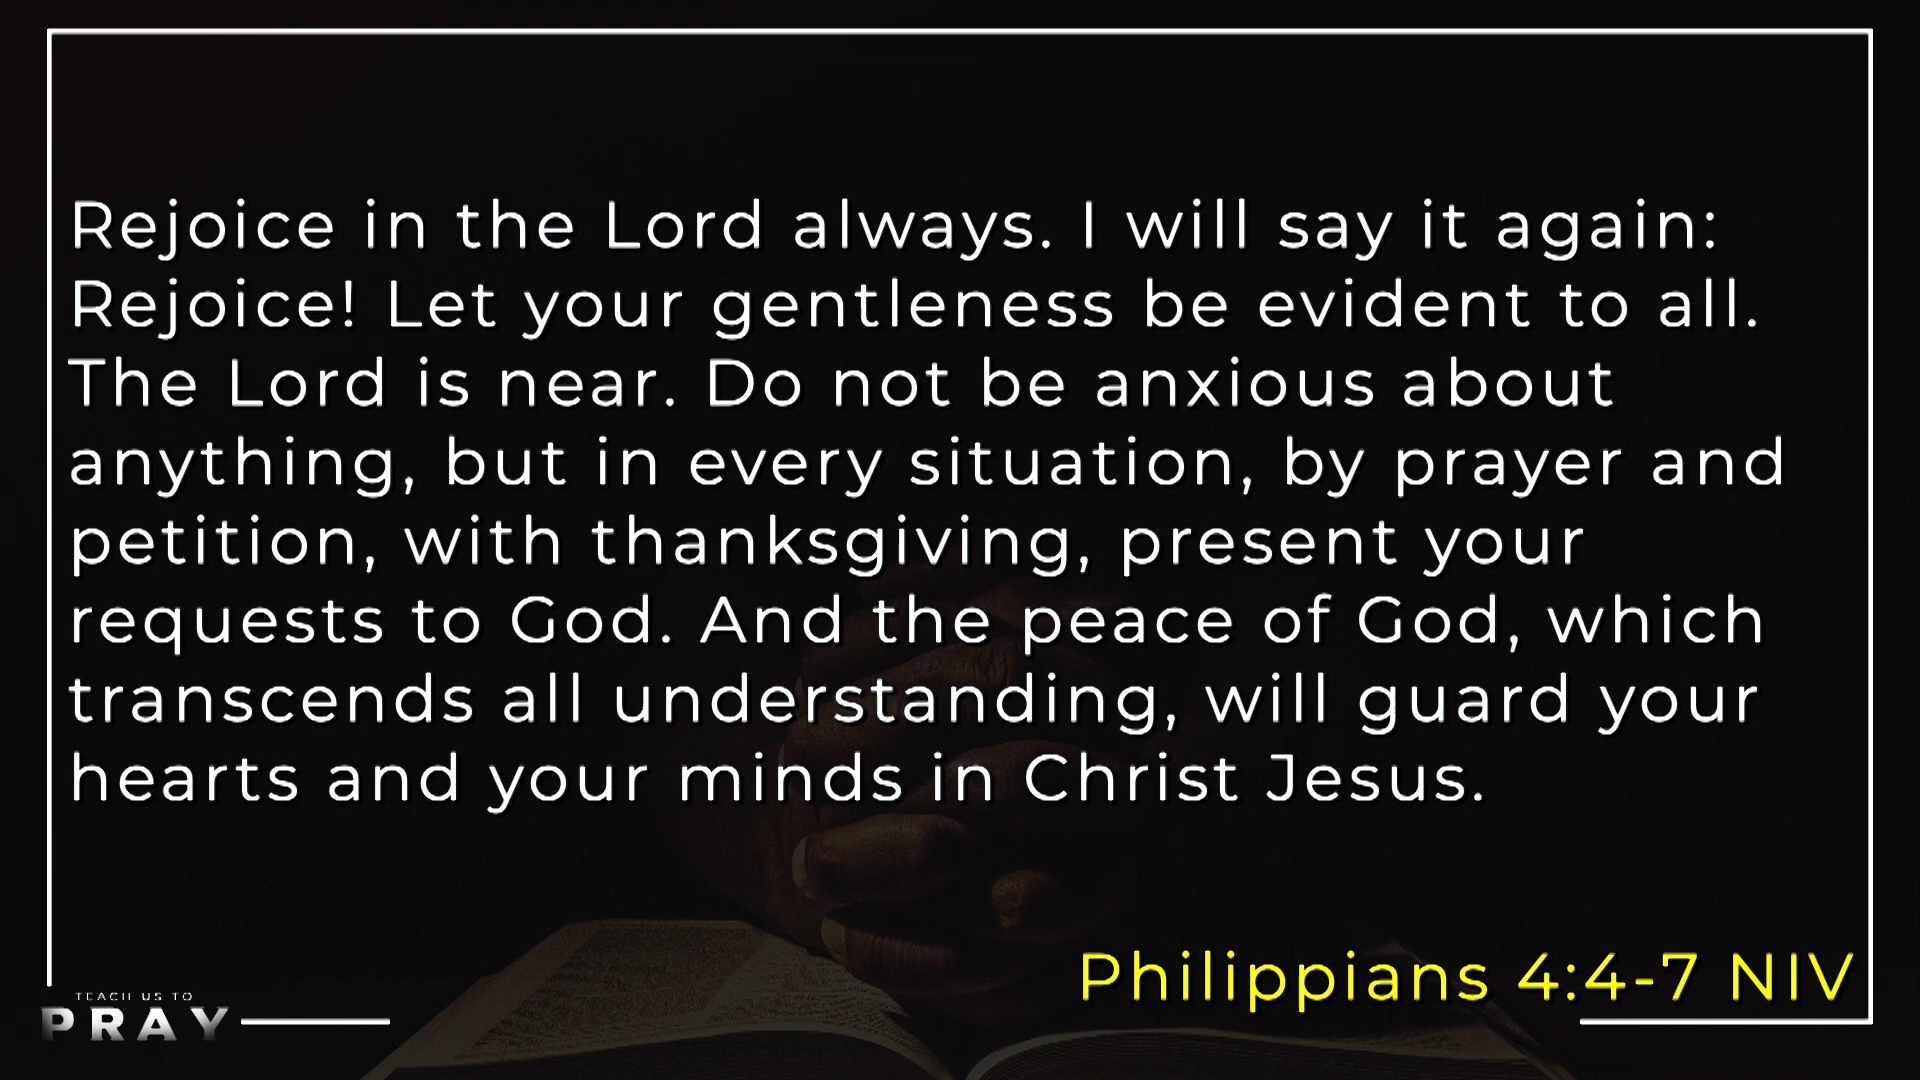 Rejoice in the Lord always. I will say it again:
Rejoice! Let your gentleness be evident to all.
The Lord is near. Do not be anxious about
anything, but in every situation, by prayer and
petition, with thanksgiving, present your
requests to God. And the peace of God, which
transcends all understanding, will guard your
hearts and your minds in Christ Jesus.
Philippians 4:4-7 NIV
TEACH US TO
PRAY